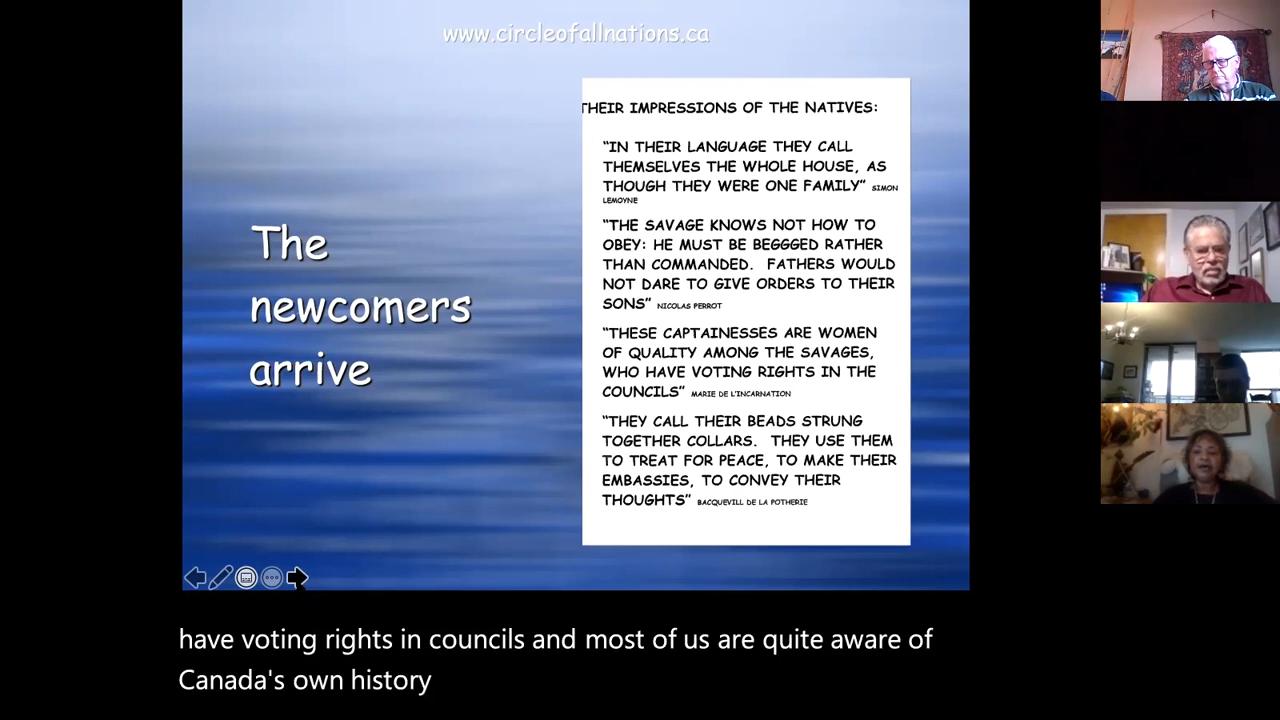 www.circleofallnations.ca
The
newcomers
arrive
THEIR IMPRESSIONS OF THE NATIVES:
“IN THEIR LANGUAGE THEY CALL
THEMSELVES THE WHOLE HOUSE, AS
THOUGH THEY WERE ONE FAMILY” SIMON
LEMOYNE
“THE SAVAGE KNOWS NOT HOW TO
OBEY: HE MUST BE BEGGGED RATHER
THAN COMMANDED. FATHERS WOULD
NOT DARE TO GIVE ORDERS TO THEIR
SONS” NICOLAS PERROT
“THESE CAPTAINESSES ARE WOMEN
OF QUALITY AMONG THE SAVAGES,
WHO HAVE VOTING RIGHTS IN THE
COUNCILS” MARIE DE L’INCARNATION
“THEY CALL THEIR BEADS STRUNG
TOGETHER COLLARS. THEY USE THEM
TO TREAT FOR PEACE, TO MAKE THEIR
EMBASSIES, TO CONVEY THEIR
THOUGHTS” BACQUEVILL DE LA POTHERIE
have voting rights in councils and most of us are quite aware of
Canada's own history